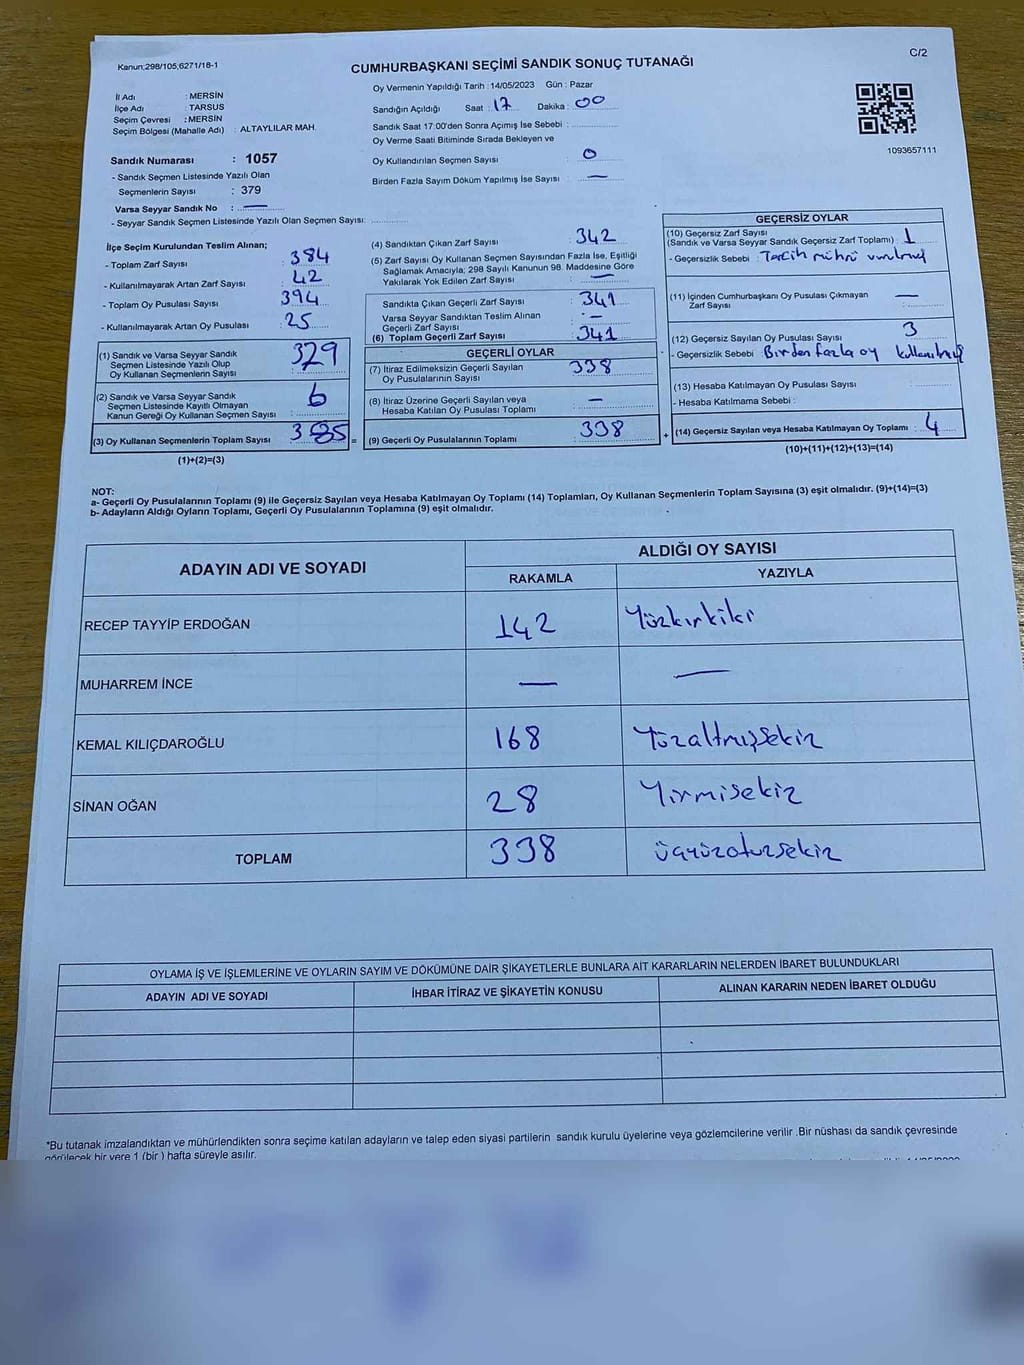 Kanun;298/105,6271/18-1
C/2
CUMHURBAŞKANI SEÇİMİ SANDIK SONUÇ TUTANAĞI
İl Adı : MERSİN
İlçe Adı : TARSUS
Seçim Çevresi : MERSİN
Seçim Bölgesi (Mahalle Adı) : ALTAYLILAR MAH.
Sandık Numarası : 1057
- Sandık Seçmen Listesinde Yazılı Olan
Seçmenlerin Sayısı : 379
Varsa Seyyar Sandık No : —
- Seyyar Sandık Seçmen Listesinde Yazılı Olan Seçmen Sayısı:
Oy Vermenin Yapıldığı Tarih : 14/05/2023 Gün : Pazar
Sandığın Açıldığı Saat : 17 Dakika : 00
Sandık Saat 17:00'den Sonra Açımış İse Sebebi :
Oy Verme Saati Bitiminde Sırada Bekleyen ve
Oy Kullandırılan Seçmen Sayısı : 0
Birden Fazla Sayım Döküm Yapılmış İse Sayısı : —
1093657111
İlçe Seçim Kurulundan Teslim Alınan;
- Toplam Zarf Sayısı : 384
- Kullanılmayarak Artan Zarf Sayısı : 42
- Toplam Oy Pusulası Sayısı : 394
- Kullanılmayarak Artan Oy Pusulası : 25
(1) Sandık ve Varsa Seyyar Sandık
Seçmen Listesinde Yazılı Olup
Oy Kullanan Seçmenlerin Sayısı : 329
(2) Sandık ve Varsa Seyyar Sandık
Seçmen Listesinde Kayıtlı Olmayan
Kanun Gereği Oy Kullanan Seçmen Sayısı : 6
(3) Oy Kullanan Seçmenlerin Toplam Sayısı =
(1)+(2)=(3)
(4) Sandıktan Çıkan Zarf Sayısı : 342
(5) Zarf Sayısı Oy Kullanan Seçmen Sayısından Fazla İse, Eşitliği
Sağlamak Amacıyla; 298 Sayılı Kanunun 98. Maddesine Göre
Yakılarak Yok Edilen Zarf Sayısı : —
Sandıkta Çıkan Geçerli Zarf Sayısı : 341
Varsa Seyyar Sandıktan Teslim Alınan
Geçerli Zarf Sayısı : —
(6) Toplam Geçerli Zarf Sayısı : 341
GEÇERLİ OYLAR
(7) İtiraz Edilmeksizin Geçerli Sayılan
Oy Pusulalarının Sayısı : 338
(8) İtiraz Üzerine Geçerli Sayılan veya
Hesaba Katılan Oy Pusulası Toplamı : —
(9) Geçerli Oy Pusulalarının Toplamı : 338 +
GEÇERSİZ OYLAR
(10) Geçersiz Zarf Sayısı
(Sandık ve Varsa Seyyar Sandık Geçersiz Zarf Toplamı) : 1
- Geçersizlik Sebebi : Tercih mührü
(11) İçinden Cumhurbaşkanı Oy Pusulası Çıkmayan
Zarf Sayısı : —
(12) Geçersiz Sayılan Oy Pusulası Sayısı : 3
- Geçersizlik Sebebi : Birden fazla oy
(13) Hesaba Katılmayan Oy Pusulası Sayısı :
- Hesaba Katılmama Sebebi :
(14) Geçersiz Sayılan veya Hesaba Katılmayan Oy Toplamı : 4
(10)+(11)+(12)+(13)=(14)
NOT:
a- Geçerli Oy Pusulalarının Toplamı (9) ile Geçersiz Sayılan veya Hesaba Katılmayan Oy Toplamı (14) Toplamları, Oy Kullanan Seçmenlerin Toplam Sayısına (3) eşit olmalıdır. (9)+(14)=(3)
b- Adayların Aldığı Oyların Toplamı, Geçerli Oy Pusulalarının Toplamına (9) eşit olmalıdır.
ADAYIN ADI VE SOYADI
ALDIĞI OY SAYISI
RAKAMLA YAZIYLA
RECEP TAYYİP ERDOĞAN 142 Yüzkırkiki
MUHARREM İNCE — —
KEMAL KILIÇDAROĞLU 168 Yüzaltmışsekiz
SİNAN OĞAN 28 Yirmisekiz
TOPLAM 338 üçyüzotuzsekiz
OYLAMA İŞ VE İŞLEMLERİNE VE OYLARIN SAYIM VE DÖKÜMÜNE DAİR ŞİKAYETLERLE BUNLARA AİT KARARLARIN NELERDEN İBARET BULUNDUKLARI
ADAYIN ADI VE SOYADI İHBAR İTİRAZ VE ŞİKAYETİN KONUSU ALINAN KARARIN NEDEN İBARET OLDUĞU
*Bu tutanak imzalandıktan ve mühürlendikten sonra seçime katılan adayların ve talep eden siyasi partilerin sandık kurulu üyelerine veya gözlemcilerine verilir .Bir nüshası da sandık çevresinde
görülecek bir yere 1 (bir ) hafta süreyle asılır.